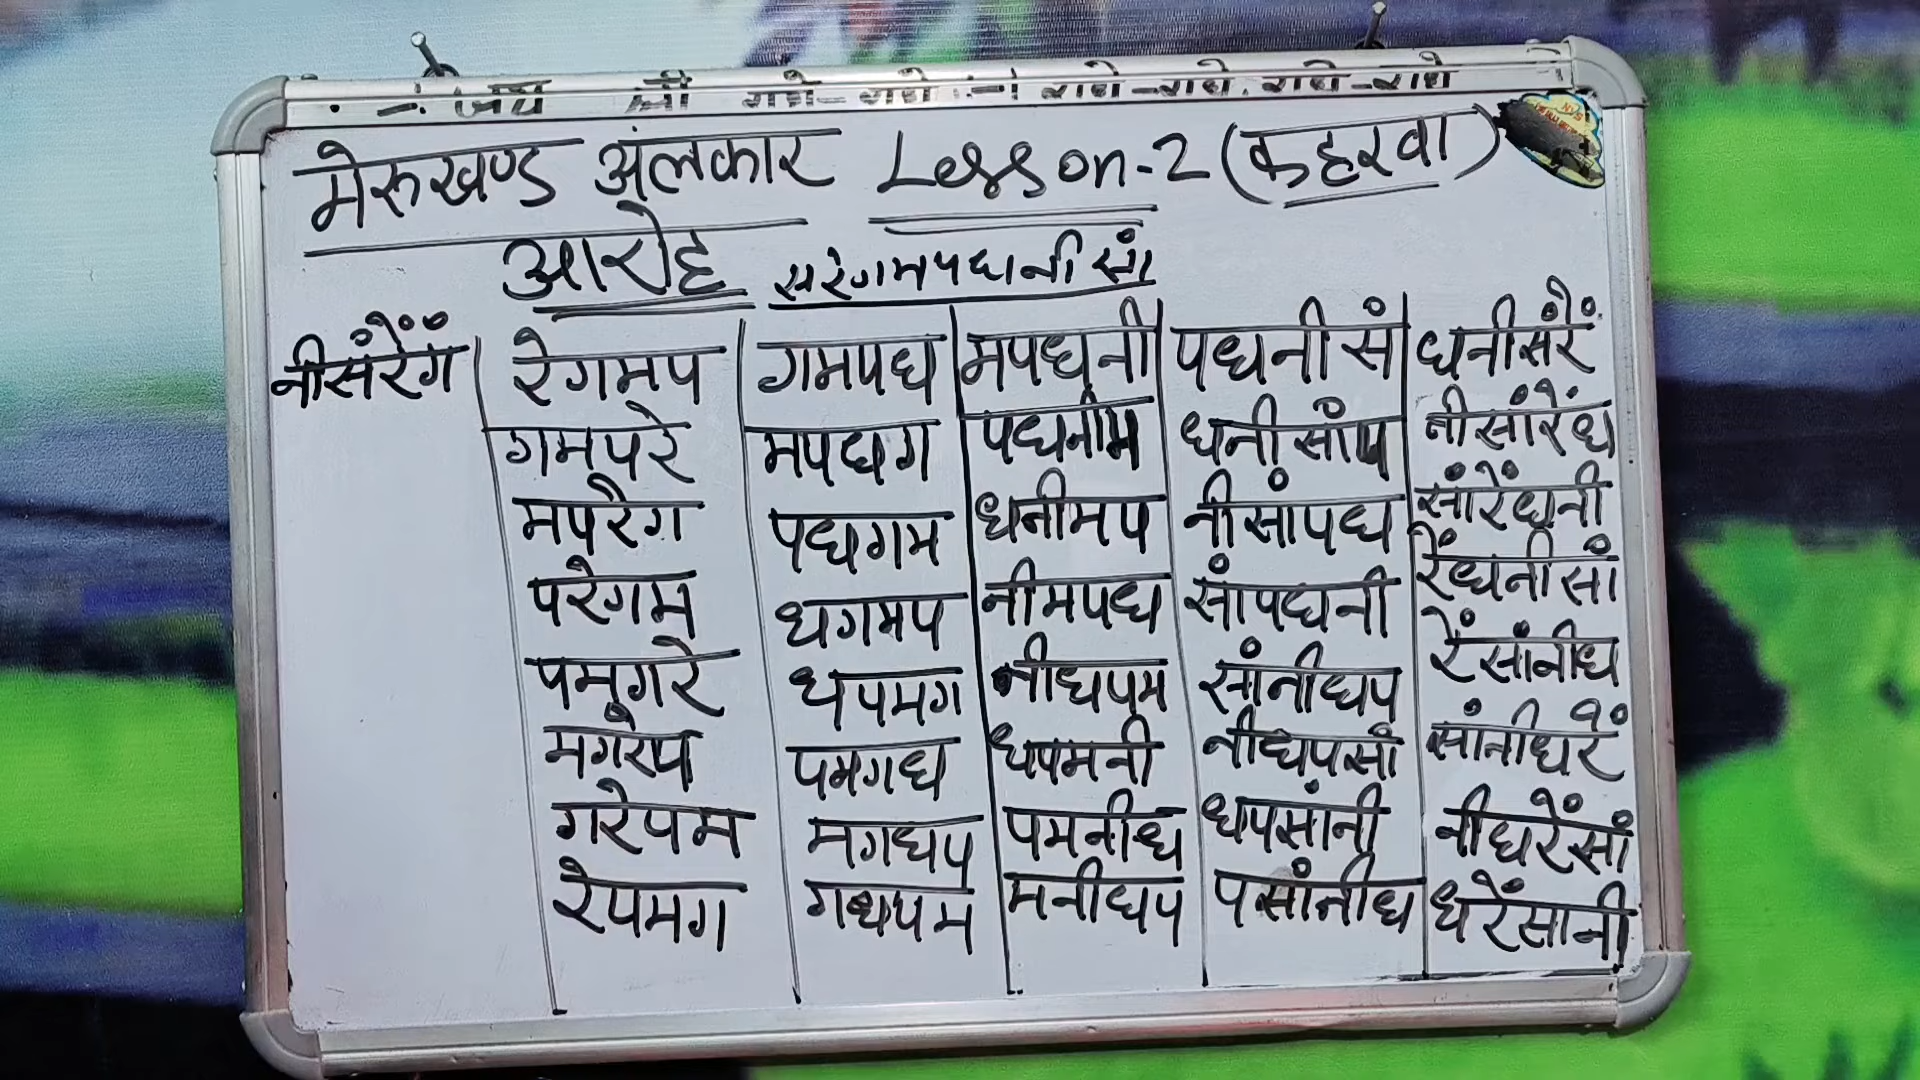 जय श्री राधे-राधे राधे-राधे. राधे-राधे
मेरुखण्ड अंलकार Lesson-2 (कहरवा)
आरोह सरेगमपधनी सां
नीसंरेंगं रेगमप गमपध मपधनी पधनी सं धनीसंरें
गमपरे मपधग पधनीम धनी सांप नीसांरेंध
मपरेग पधगम धनीमप नीसांपध सांरेंधनी
परेगम धगमप नीमपध सांपधनी रेंधनीसां
पमगरे धपमग नीधपम सांनीधप रेंसांनीध
मगरेप पमगध धपमनी नीधपसां सांनीधरें
गरेपम मगधप पमनीध धपसांनी नीधरेंसां
रेपमग गधपम मनीधप पसांनीध धरेंसानी